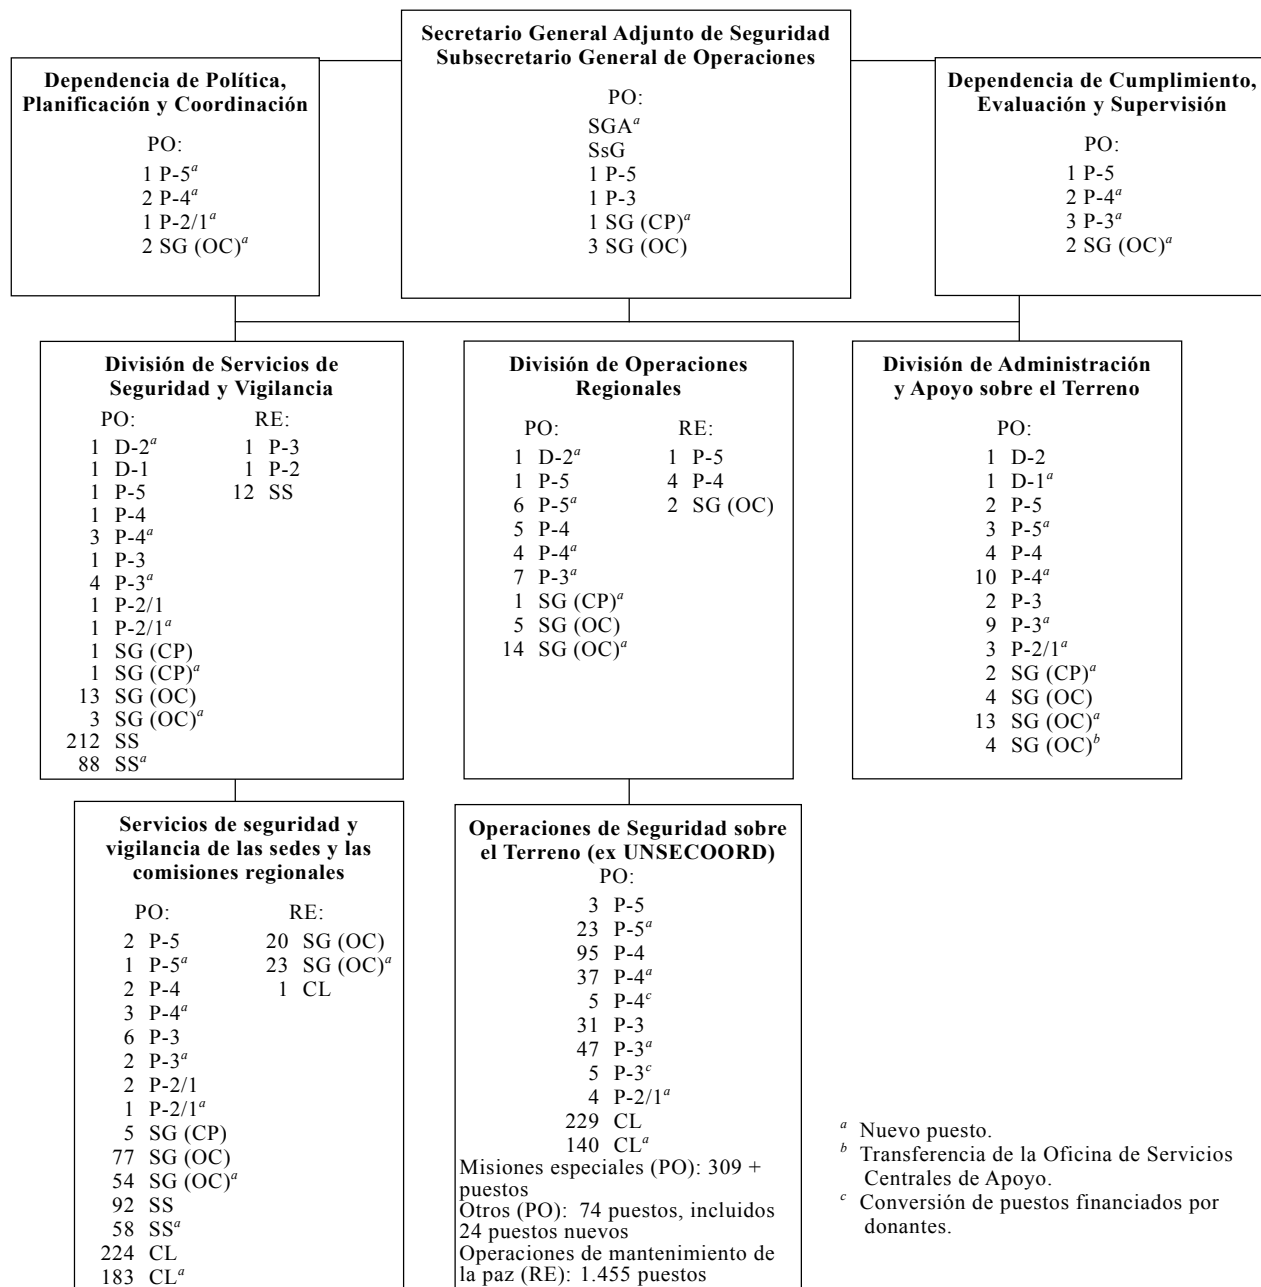 Secretario General Adjunto de Seguridad
Subsecretario General de Operaciones
PO:
SGAᵃ
SsG
1 P-5
1 P-3
1 SG (CP)ᵃ
3 SG (OC)
Dependencia de Política,
Planificación y Coordinación
PO:
1 P-5ᵃ
2 P-4ᵃ
1 P-2/1ᵃ
2 SG (OC)ᵃ
Dependencia de Cumplimiento,
Evaluación y Supervisión
PO:
1 P-5
2 P-4ᵃ
3 P-3ᵃ
2 SG (OC)ᵃ
División de Servicios de
Seguridad y Vigilancia
PO:
1 D-2ᵃ
1 D-1
1 P-5
1 P-4
3 P-4ᵃ
1 P-3
4 P-3ᵃ
1 P-2/1
1 P-2/1ᵃ
1 SG (CP)
1 SG (CP)ᵃ
13 SG (OC)
3 SG (OC)ᵃ
212 SS
88 SSᵃ
RE:
1 P-3
1 P-2
12 SS
División de Operaciones
Regionales
PO:
1 D-2ᵃ
1 P-5
6 P-5ᵃ
5 P-4
4 P-4ᵃ
7 P-3ᵃ
1 SG (CP)ᵃ
5 SG (OC)
14 SG (OC)ᵃ
RE:
1 P-5
4 P-4
2 SG (OC)
División de Administración
y Apoyo sobre el Terreno
PO:
1 D-2
1 D-1ᵃ
2 P-5
3 P-5ᵃ
4 P-4
10 P-4ᵃ
2 P-3
9 P-3ᵃ
3 P-2/1ᵃ
2 SG (CP)ᵃ
4 SG (OC)
13 SG (OC)ᵃ
4 SG (OC)ᵇ
Servicios de seguridad y
vigilancia de las sedes y las
comisiones regionales
PO:
2 P-5
1 P-5ᵃ
2 P-4
3 P-4ᵃ
6 P-3
2 P-3ᵃ
2 P-2/1
1 P-2/1ᵃ
5 SG (CP)
77 SG (OC)
54 SG (OC)ᵃ
92 SS
58 SSᵃ
224 CL
183 CLᵃ
RE:
20 SG (OC)
23 SG (OC)ᵃ
1 CL
Operaciones de Seguridad sobre
el Terreno (ex UNSECOORD)
PO:
3 P-5
23 P-5ᵃ
95 P-4
37 P-4ᵃ
5 P-4ᶜ
31 P-3
47 P-3ᵃ
5 P-3ᶜ
4 P-2/1ᵃ
229 CL
140 CLᵃ
Misiones especiales (PO): 309 +
puestos
Otros (PO): 74 puestos, incluidos
24 puestos nuevos
Operaciones de mantenimiento de
la paz (RE): 1.455 puestos
ᵃ Nuevo puesto.
ᵇ Transferencia de la Oficina de Servicios
Centrales de Apoyo.
ᶜ Conversión de puestos financiados por
donantes.